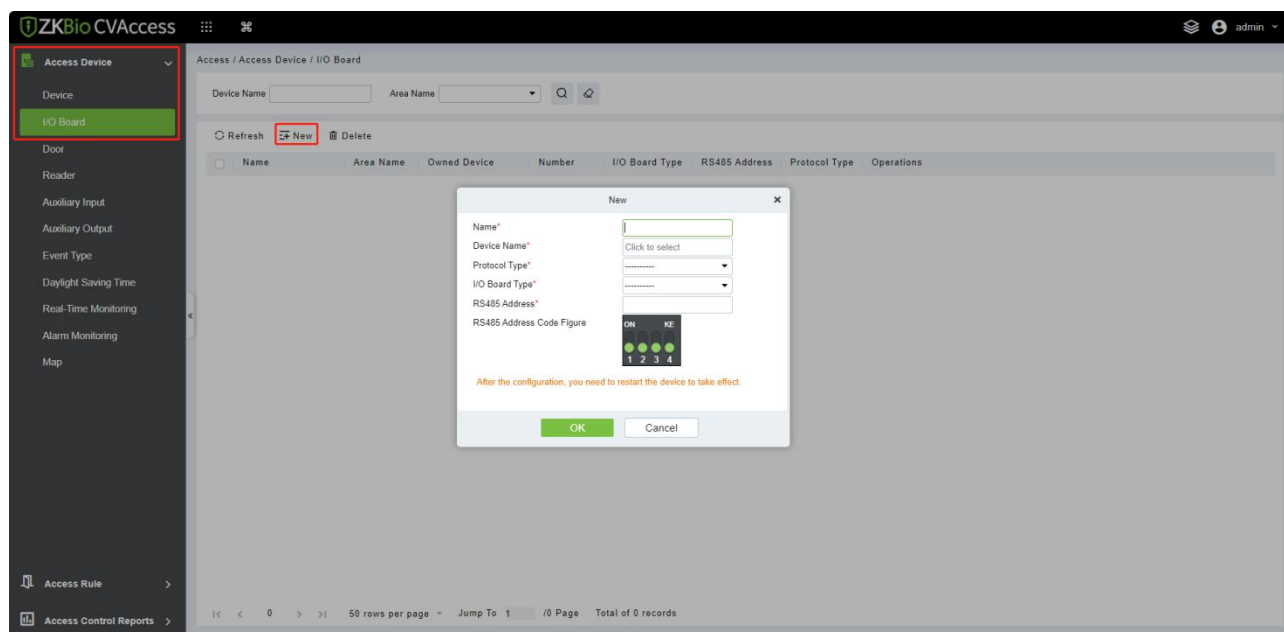 ZKBio CVAccess
admin
Access Device
Device
I/O Board
Door
Reader
Auxiliary Input
Auxiliary Output
Event Type
Daylight Saving Time
Real-Time Monitoring
Alarm Monitoring
Map
Access Rule
Access Control Reports
Access / Access Device / I/O Board
Device Name Area Name
Refresh New Delete
Name Area Name Owned Device Number I/O Board Type RS485 Address Protocol Type Operations
New
Name*
Device Name* Click to select
Protocol Type* ----------
I/O Board Type* ----------
RS485 Address*
RS485 Address Code Figure
ON KE
1 2 3 4
After the configuration, you need to restart the device to take effect.
OK Cancel
0 50 rows per page Jump To 1 /0 Page Total of 0 records